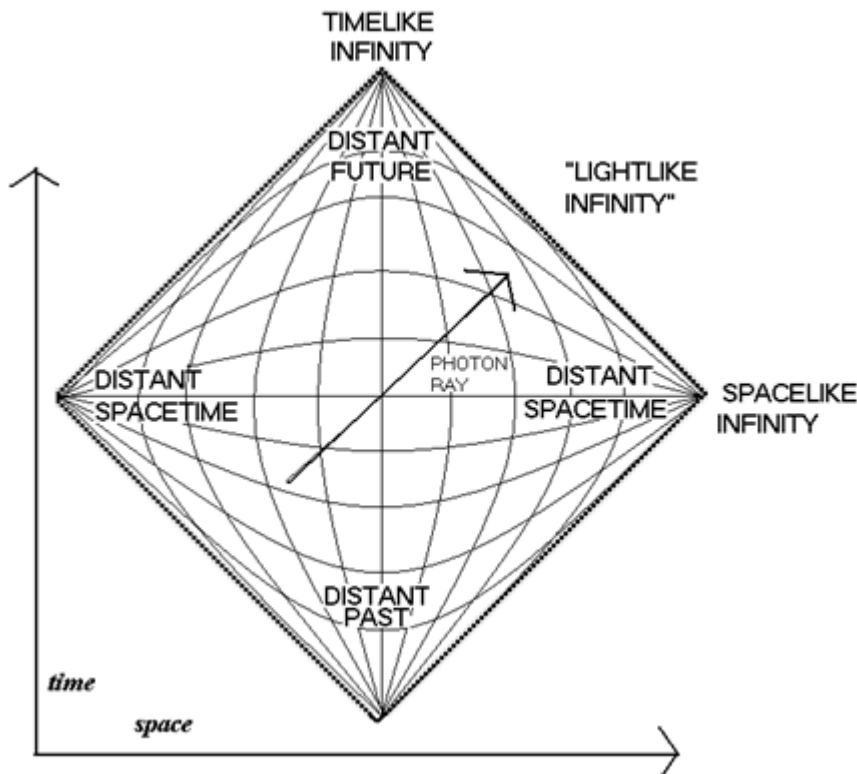 TIMELIKE
INFINITY
DISTANT
FUTURE
"LIGHTLIKE
INFINITY"
PHOTON
RAY
DISTANT
SPACETIME
DISTANT
SPACETIME
SPACELIKE
INFINITY
DISTANT
PAST
time
space